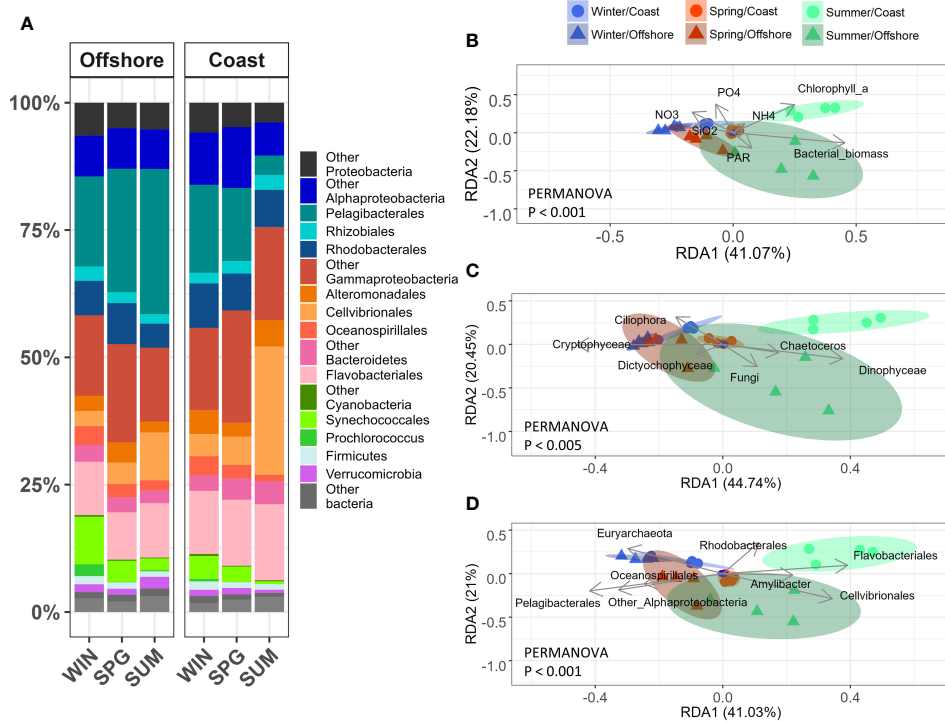 A
Offshore
Coast
100%
75%
50%
25%
0%
WIN
SPG
SUM
WIN
SPG
SUM
Other
Proteobacteria
Other
Alphaproteobacteria
Pelagibacterales
Rhizobiales
Rhodobacterales
Other
Gammaproteobacteria
Alteromonadales
Cellvibrionales
Oceanospirillales
Other
Bacteroidetes
Flavobacteriales
Other
Cyanobacteria
Synechococcales
Prochlorococcus
Firmicutes
Verrucomicrobia
Other
bacteria
Winter/Coast
Spring/Coast
Summer/Coast
Winter/Offshore
Spring/Offshore
Summer/Offshore
B
RDA2 (22.18%)
0.5
0.0
-0.5
-1.0
PO4
Chlorophyll_a
NO3
NH4
SiO2
PAR
Bacterial_biomass
PERMANOVA
P < 0.001
-0.5
0.0
0.5
RDA1 (41.07%)
C
RDA2 (20.45%)
0.5
0.0
-0.5
-1.0
Ciliophora
Cryptophyceae
Chaetoceros
Dictyochophyceae
Fungi
Dinophyceae
PERMANOVA
P < 0.005
-0.4
0.0
0.4
RDA1 (44.74%)
D
RDA2 (21%)
0.5
0.0
-0.5
-1.0
Euryarchaeota
Rhodobacterales
Flavobacteriales
Oceanospirillales
Amylibacter
Pelagibacterales
Other_Alphaproteobacteria
Cellvibrionales
PERMANOVA
P < 0.001
-0.4
0.0
0.4
RDA1 (41.03%)